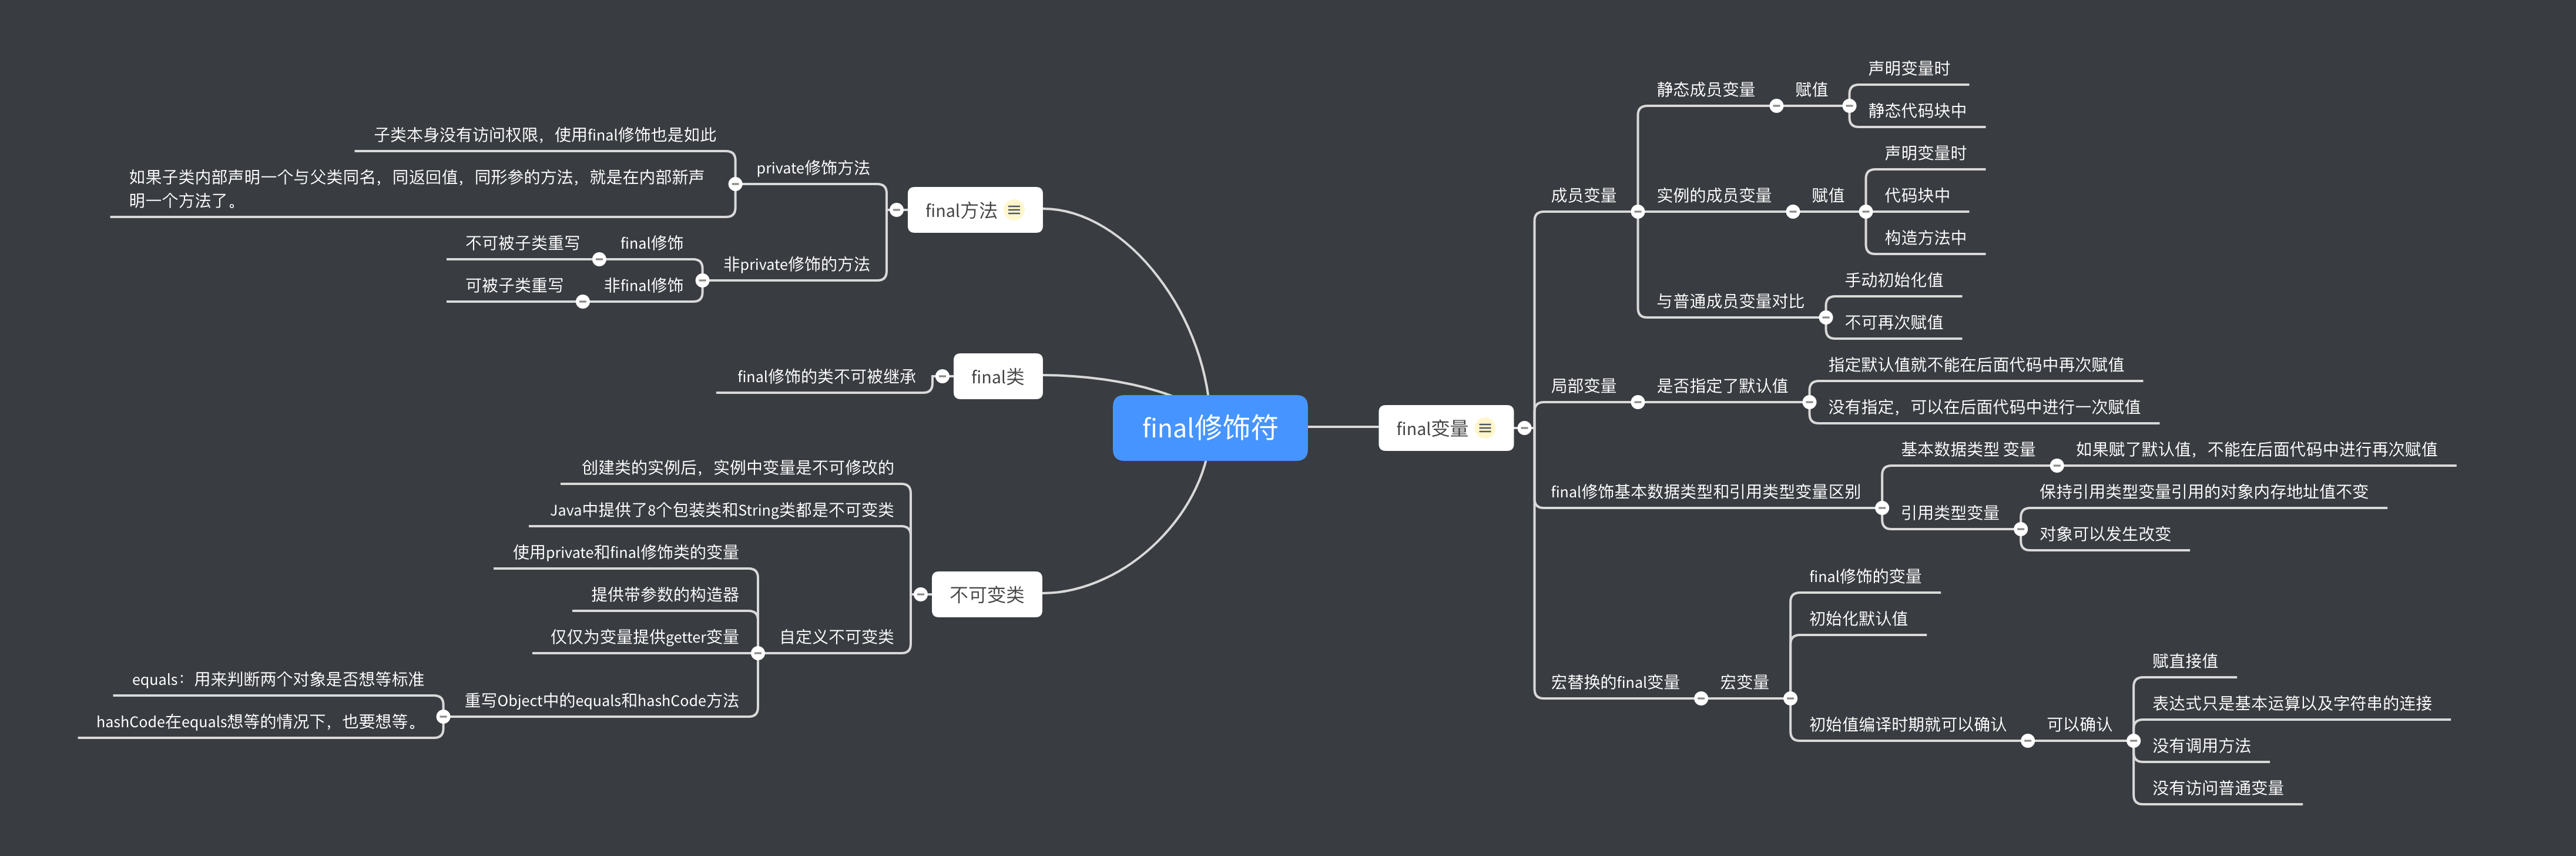 final修饰符
final方法
private修饰方法
子类本身没有访问权限，使用final修饰也是如此
如果子类内部声明一个与父类同名，同返回值，同形参的方法，就是在内部新声
明一个方法了。
非private修饰的方法
final修饰
不可被子类重写
非final修饰
可被子类重写
final类
final修饰的类不可被继承
不可变类
创建类的实例后，实例中变量是不可修改的
Java中提供了8个包装类和String类都是不可变类
自定义不可变类
使用private和final修饰类的变量
提供带参数的构造器
仅仅为变量提供getter变量
重写Object中的equals和hashCode方法
equals：用来判断两个对象是否想等标准
hashCode在equals想等的情况下，也要想等。
final变量
成员变量
静态成员变量
赋值
声明变量时
静态代码块中
实例的成员变量
赋值
声明变量时
代码块中
构造方法中
与普通成员变量对比
手动初始化值
不可再次赋值
局部变量
是否指定了默认值
指定默认值就不能在后面代码中再次赋值
没有指定，可以在后面代码中进行一次赋值
final修饰基本数据类型和引用类型变量区别
基本数据类型 变量
如果赋了默认值，不能在后面代码中进行再次赋值
引用类型变量
保持引用类型变量引用的对象内存地址值不变
对象可以发生改变
宏替换的final变量
宏变量
final修饰的变量
初始化默认值
初始值编译时期就可以确认
可以确认
赋直接值
表达式只是基本运算以及字符串的连接
没有调用方法
没有访问普通变量